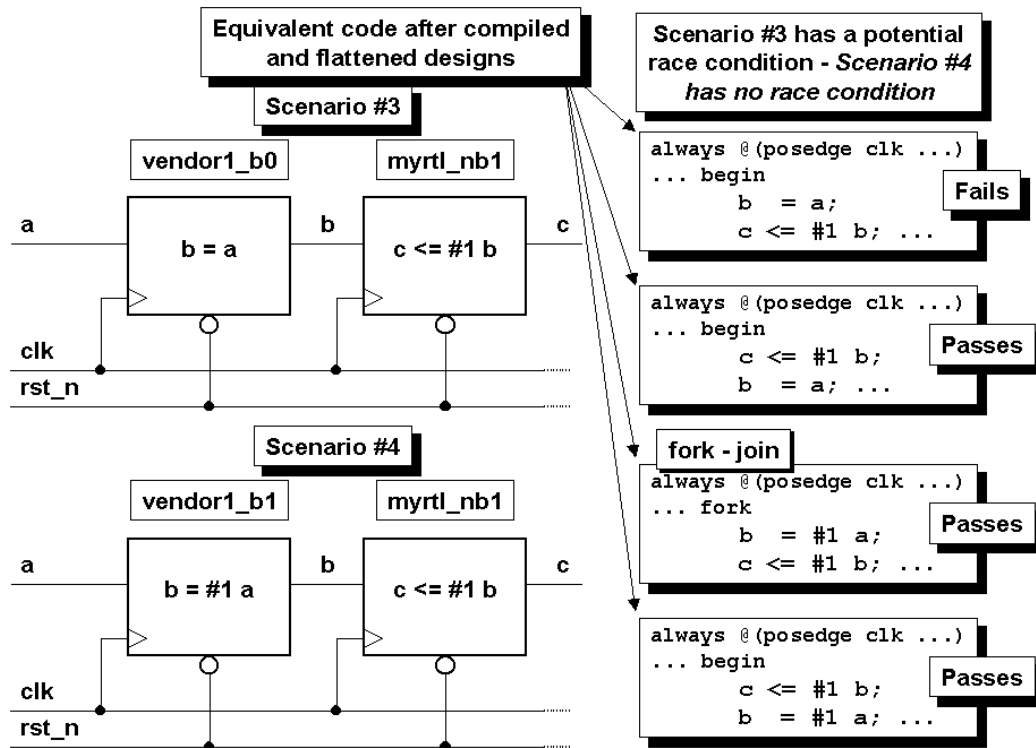 Equivalent code after compiled
and flattened designs
Scenario #3 has a potential
race condition - Scenario #4
has no race condition
Scenario #3
vendor1_b0
myrtl_nb1
a
b = a
b
c <= #1 b
c
clk
rst_n
always @(posedge clk ...)
... begin
b = a;
c <= #1 b; ...
Fails
always @(posedge clk ...)
... begin
c <= #1 b;
b = a; ...
Passes
Scenario #4
vendor1_b1
myrtl_nb1
a
b = #1 a
b
c <= #1 b
c
clk
rst_n
fork - join
always @(posedge clk ...)
... fork
b = #1 a;
c <= #1 b; ...
Passes
always @(posedge clk ...)
... begin
c <= #1 b;
b = #1 a; ...
Passes